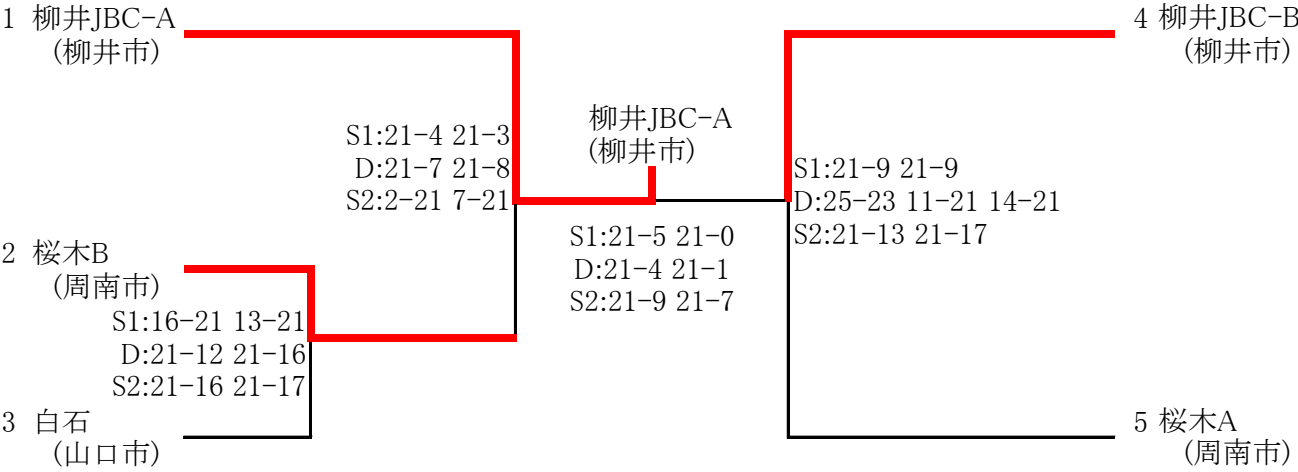 1 柳井JBC-A
(柳井市)
S1:21-4 21-3
D:21-7 21-8
S2:2-21 7-21
2 桜木B
(周南市)
S1:16-21 13-21
D:21-12 21-16
S2:21-16 21-17
3 白石
(山口市)
柳井JBC-A
(柳井市)
S1:21-5 21-0
D:21-4 21-1
S2:21-9 21-7
4 柳井JBC-B
(柳井市)
S1:21-9 21-9
D:25-23 11-21 14-21
S2:21-13 21-17
5 桜木A
(周南市)